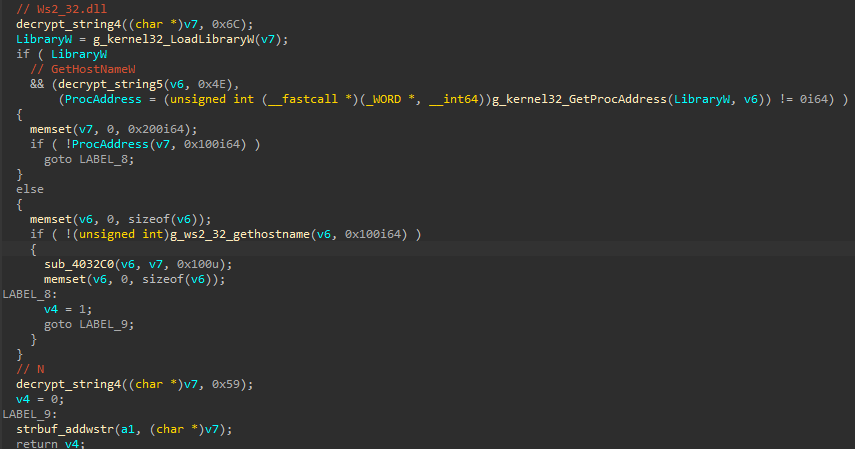 // Ws2_32.dll
decrypt_string4((char *)v7, 0x6C);
LibraryW = g_kernel32_LoadLibraryW(v7);
if ( LibraryW
// GetHostNameW
&& (decrypt_string5(v6, 0x4E),
(ProcAddress = (unsigned int (__fastcall *)(_WORD *, __int64))g_kernel32_GetProcAddress(LibraryW, v6)) != 0i64) )
{
memset(v7, 0, 0x200i64);
if ( !ProcAddress(v7, 0x100i64) )
goto LABEL_8;
}
else
{
memset(v6, 0, sizeof(v6));
if ( !(unsigned int)g_ws2_32_gethostname(v6, 0x100i64) )
{
sub_4032C0(v6, v7, 0x100u);
memset(v6, 0, sizeof(v6));
LABEL_8:
v4 = 1;
goto LABEL_9;
}
}
// N
decrypt_string4((char *)v7, 0x59);
v4 = 0;
LABEL_9:
strbuf_addwstr(a1, (char *)v7);
return v4;